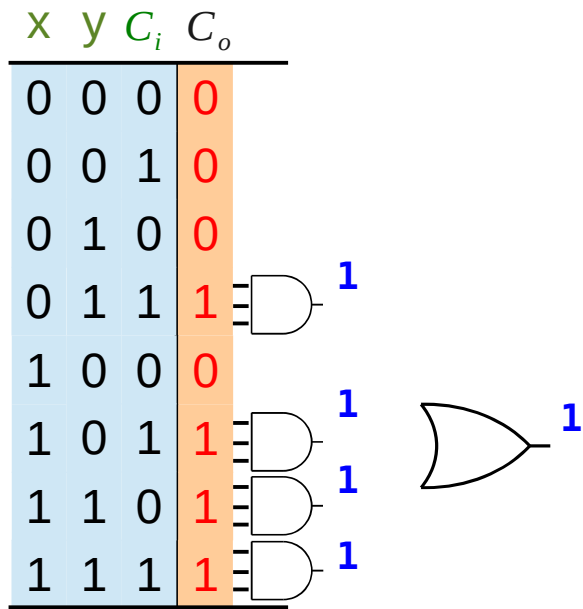 x y Cᵢ Cₒ
0 0 0 0
0 0 1 0
0 1 0 0
0 1 1 1 1
1 0 0 0
1 0 1 1 1 1
1 1 0 1 1
1 1 1 1 1